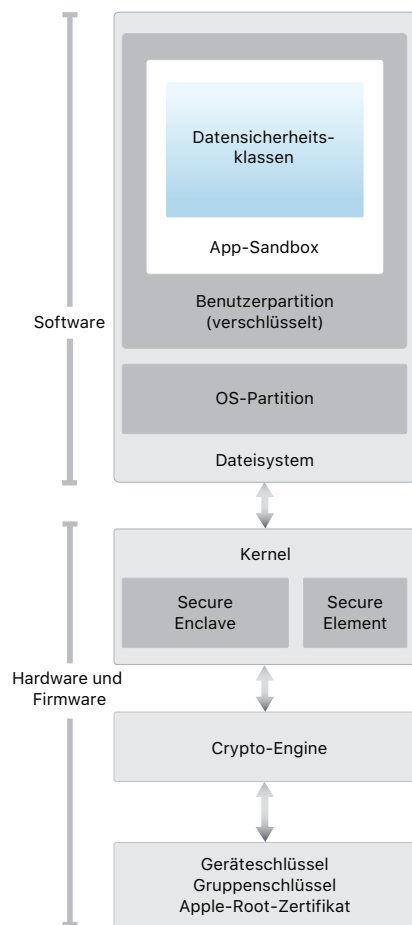 Datensicherheits-
klassen
App-Sandbox
Benutzerpartition
(verschlüsselt)
Software
OS-Partition
Dateisystem
Kernel
Secure
Enclave
Secure
Element
Hardware und
Firmware
Crypto-Engine
Geräteschlüssel
Gruppenschlüssel
Apple-Root-Zertifikat